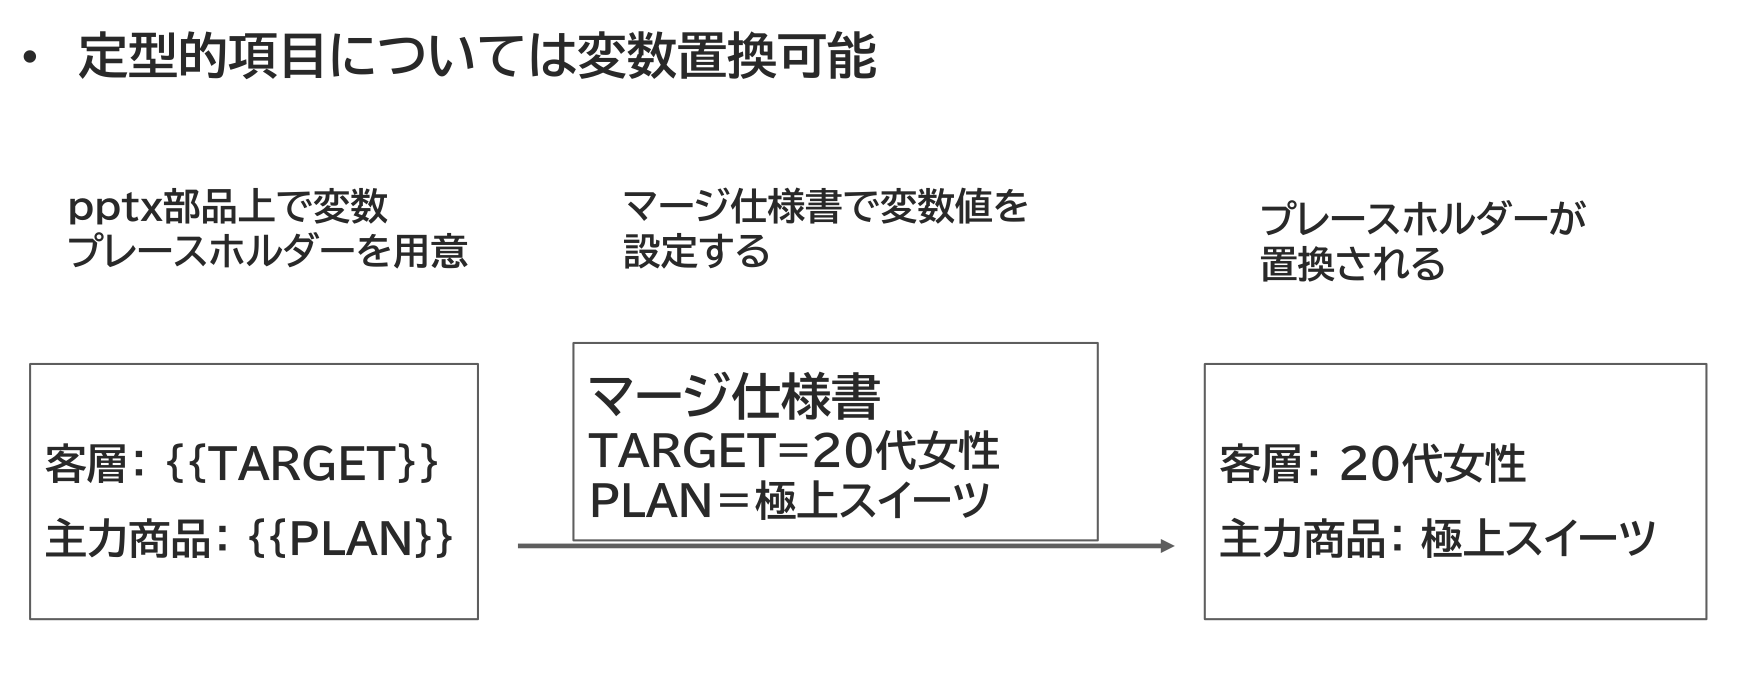 • 定型的項目については変数置換可能
pptx部品上で変数
プレースホルダーを用意
マージ仕様書で変数値を
設定する
プレースホルダーが
置換される
客層：{{TARGET}}
主力商品：{{PLAN}}
マージ仕様書
TARGET＝20代女性
PLAN＝極上スイーツ
客層：20代女性
主力商品：極上スイーツ